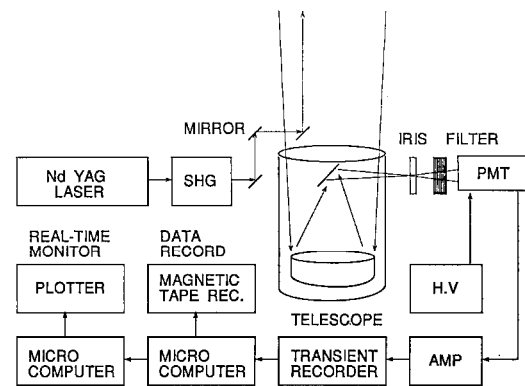 MIRROR
IRIS
FILTER
Nd YAG
LASER
SHG
PMT
REAL-TIME
MONITOR
DATA
RECORD
PLOTTER
MAGNETIC
TAPE REC.
H.V
TELESCOPE
MICRO
COMPUTER
MICRO
COMPUTER
TRANSIENT
RECORDER
AMP